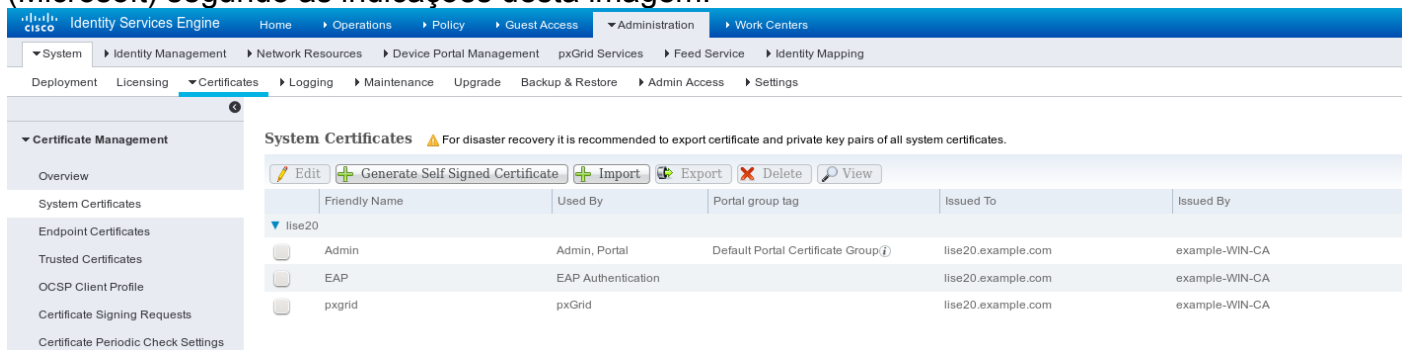 (Microsoft) segundo as indicações desta imagem:
cisco Identity Services Engine Home Operations Policy Guest Access Administration Work Centers
System Identity Management Network Resources Device Portal Management pxGrid Services Feed Service Identity Mapping
Deployment Licensing Certificates Logging Maintenance Upgrade Backup & Restore Admin Access Settings
Certificate Management
Overview
System Certificates
Endpoint Certificates
Trusted Certificates
OCSP Client Profile
Certificate Signing Requests
Certificate Periodic Check Settings
System Certificates For disaster recovery it is recommended to export certificate and private key pairs of all system certificates.
Edit Generate Self Signed Certificate Import Export Delete View
Friendly Name Used By Portal group tag Issued To Issued By
lise20
Admin Admin, Portal Default Portal Certificate Group lise20.example.com example-WIN-CA
EAP EAP Authentication lise20.example.com example-WIN-CA
pxgrid pxGrid lise20.example.com example-WIN-CA